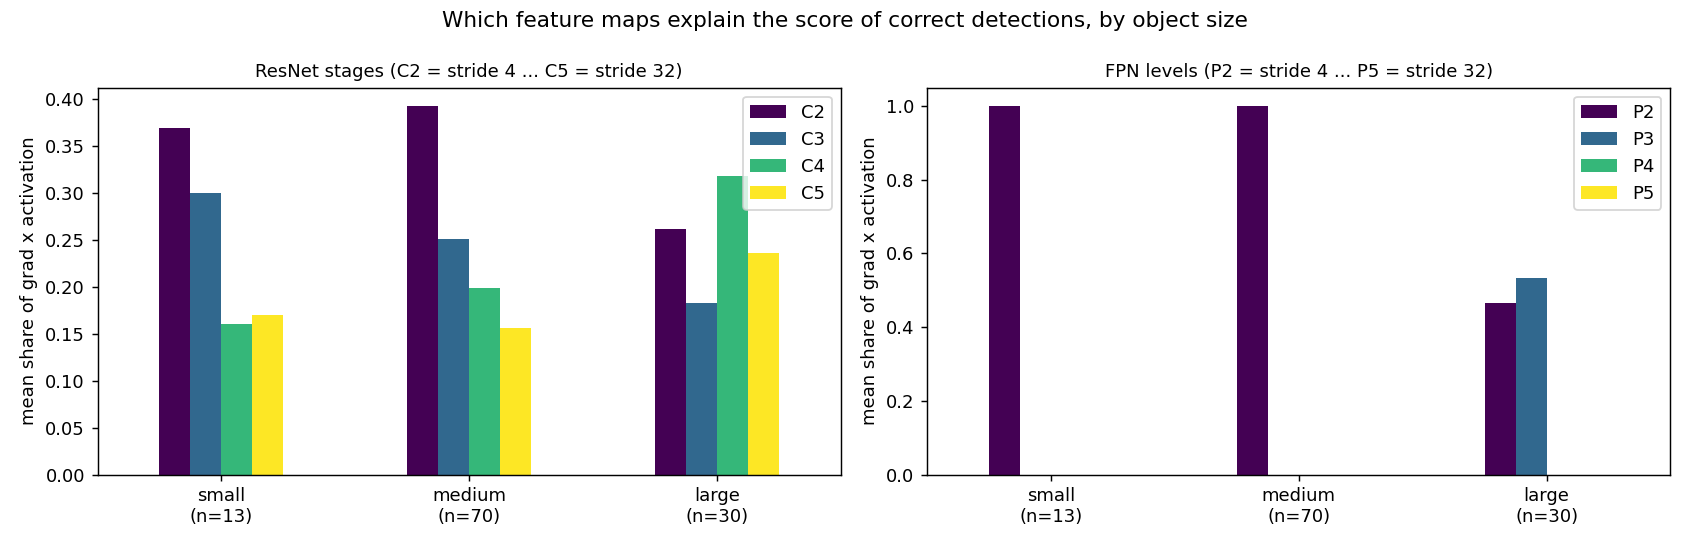 Which feature maps explain the score of correct detections, by object size
ResNet stages (C2 = stride 4 ... C5 = stride 32)
mean share of grad x activation
0.40
0.35
0.30
0.25
0.20
0.15
0.10
0.05
0.00
C2
C3
C4
C5
small
(n=13)
medium
(n=70)
large
(n=30)
FPN levels (P2 = stride 4 ... P5 = stride 32)
mean share of grad x activation
1.0
0.8
0.6
0.4
0.2
0.0
P2
P3
P4
P5
small
(n=13)
medium
(n=70)
large
(n=30)